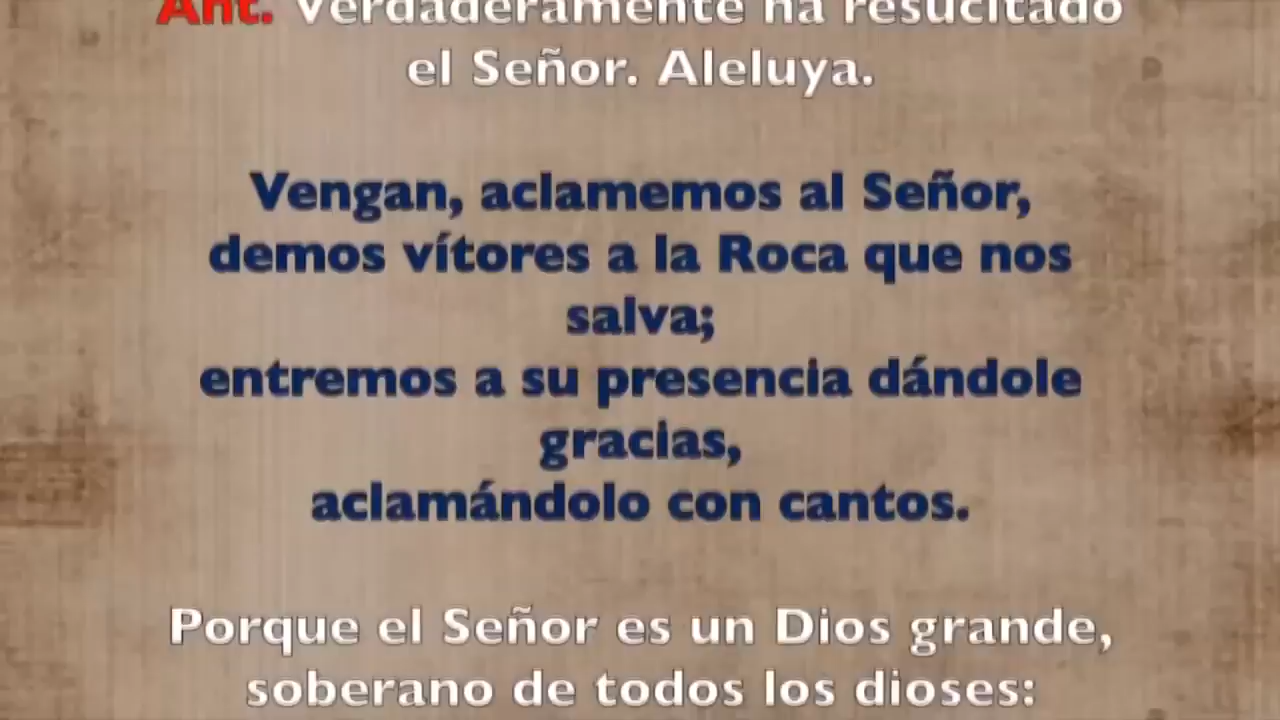 Ant. Verdaderamente ha resucitado
el Señor. Aleluya.
Vengan, aclamemos al Señor,
demos vítores a la Roca que nos
salva;
entremos a su presencia dándole
gracias,
aclamándolo con cantos.
Porque el Señor es un Dios grande,
soberano de todos los dioses: